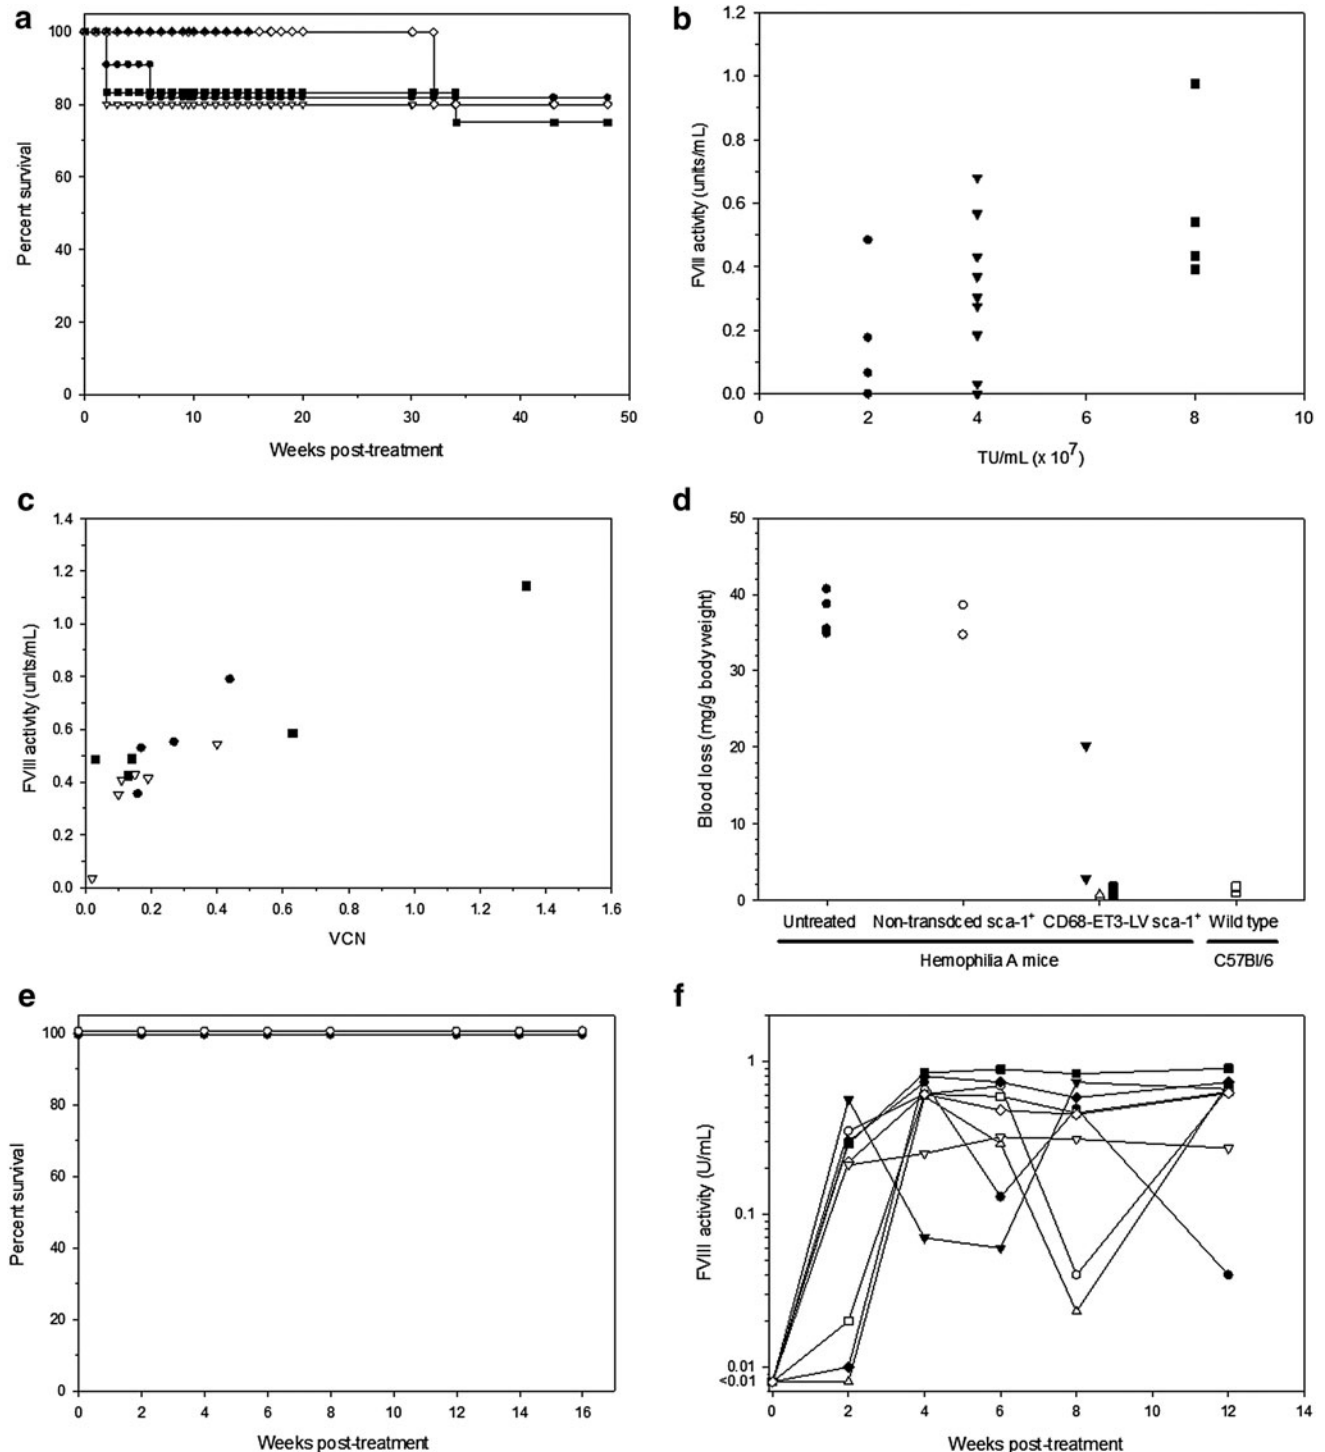 a
100
80
60
40
20
0
Percent survival
0 10 20 30 40 50
Weeks post-treatment
b
1.2
1.0
0.8
0.6
0.4
0.2
0.0
FVIII activity (units/mL)
0 2 4 6 8 10
TU/mL (x 10^7)
c
1.4
1.2
1.0
0.8
0.6
0.4
0.2
0.0
FVIII activity (units/mL)
0.0 0.2 0.4 0.6 0.8 1.0 1.2 1.4 1.6
VCN
d
50
40
30
20
10
0
Blood loss (mg/g body weight)
Untreated Non-transdced sca-1+ CD68-ET3-LV sca-1+ Wild type
Hemophilia A mice C57Bl/6
e
100
80
60
40
20
0
Percent survival
0 2 4 6 8 10 12 14 16
Weeks post-treatment
f
1
0.1
0.01
<0.01
FVIII activity (U/mL)
0 2 4 6 8 10 12 14
Weeks post-treatment